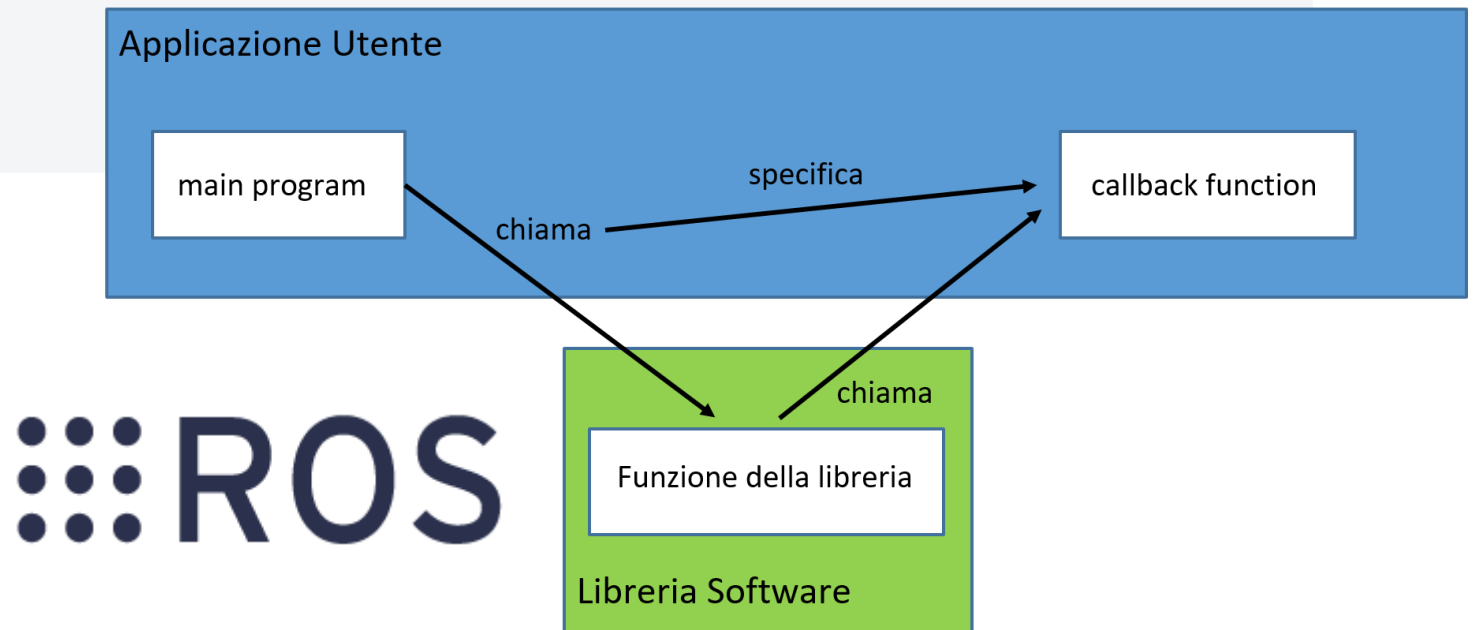 Applicazione Utente
main program
chiama
specifica
callback function
chiama
Funzione della libreria
Libreria Software
ROS